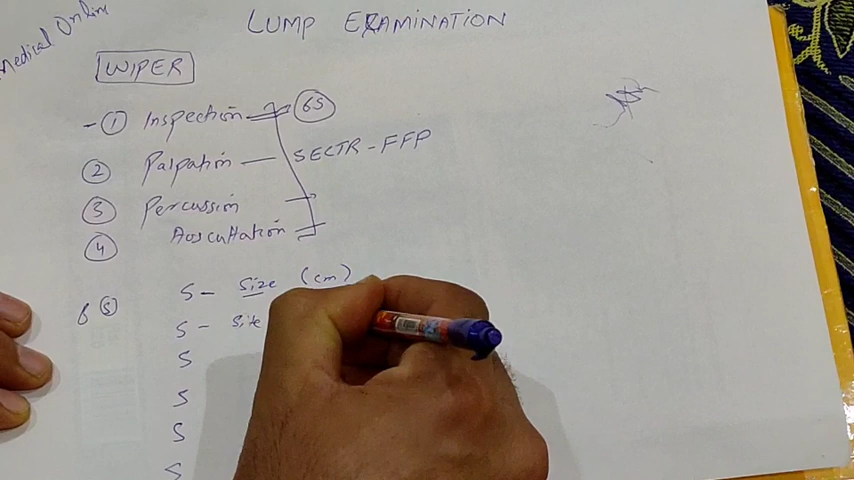 Medical Online
LUMP EXAMINATION
WIPER
- 1 Inspection 6S
2 Palpation — SECTR - FFP
3 Percussion
4 Auscultation
6 S S - Size (cm)
S - Site
S
S
S
S